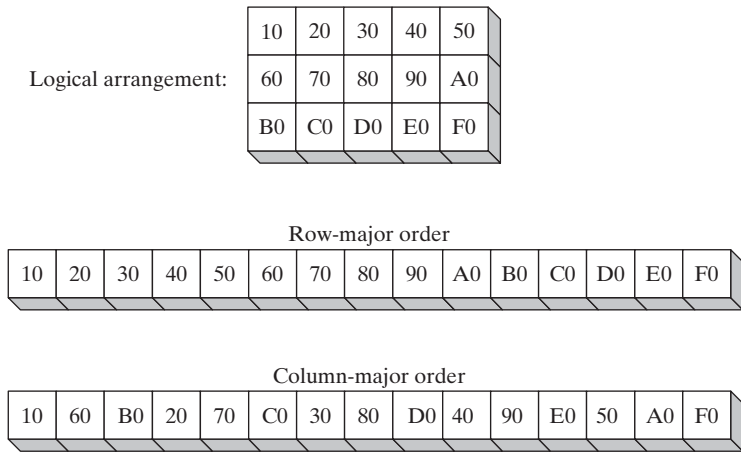 10 20 30 40 50
Logical arrangement: 60 70 80 90 A0
B0 C0 D0 E0 F0
Row-major order
10 20 30 40 50 60 70 80 90 A0 B0 C0 D0 E0 F0
Column-major order
10 60 B0 20 70 C0 30 80 D0 40 90 E0 50 A0 F0